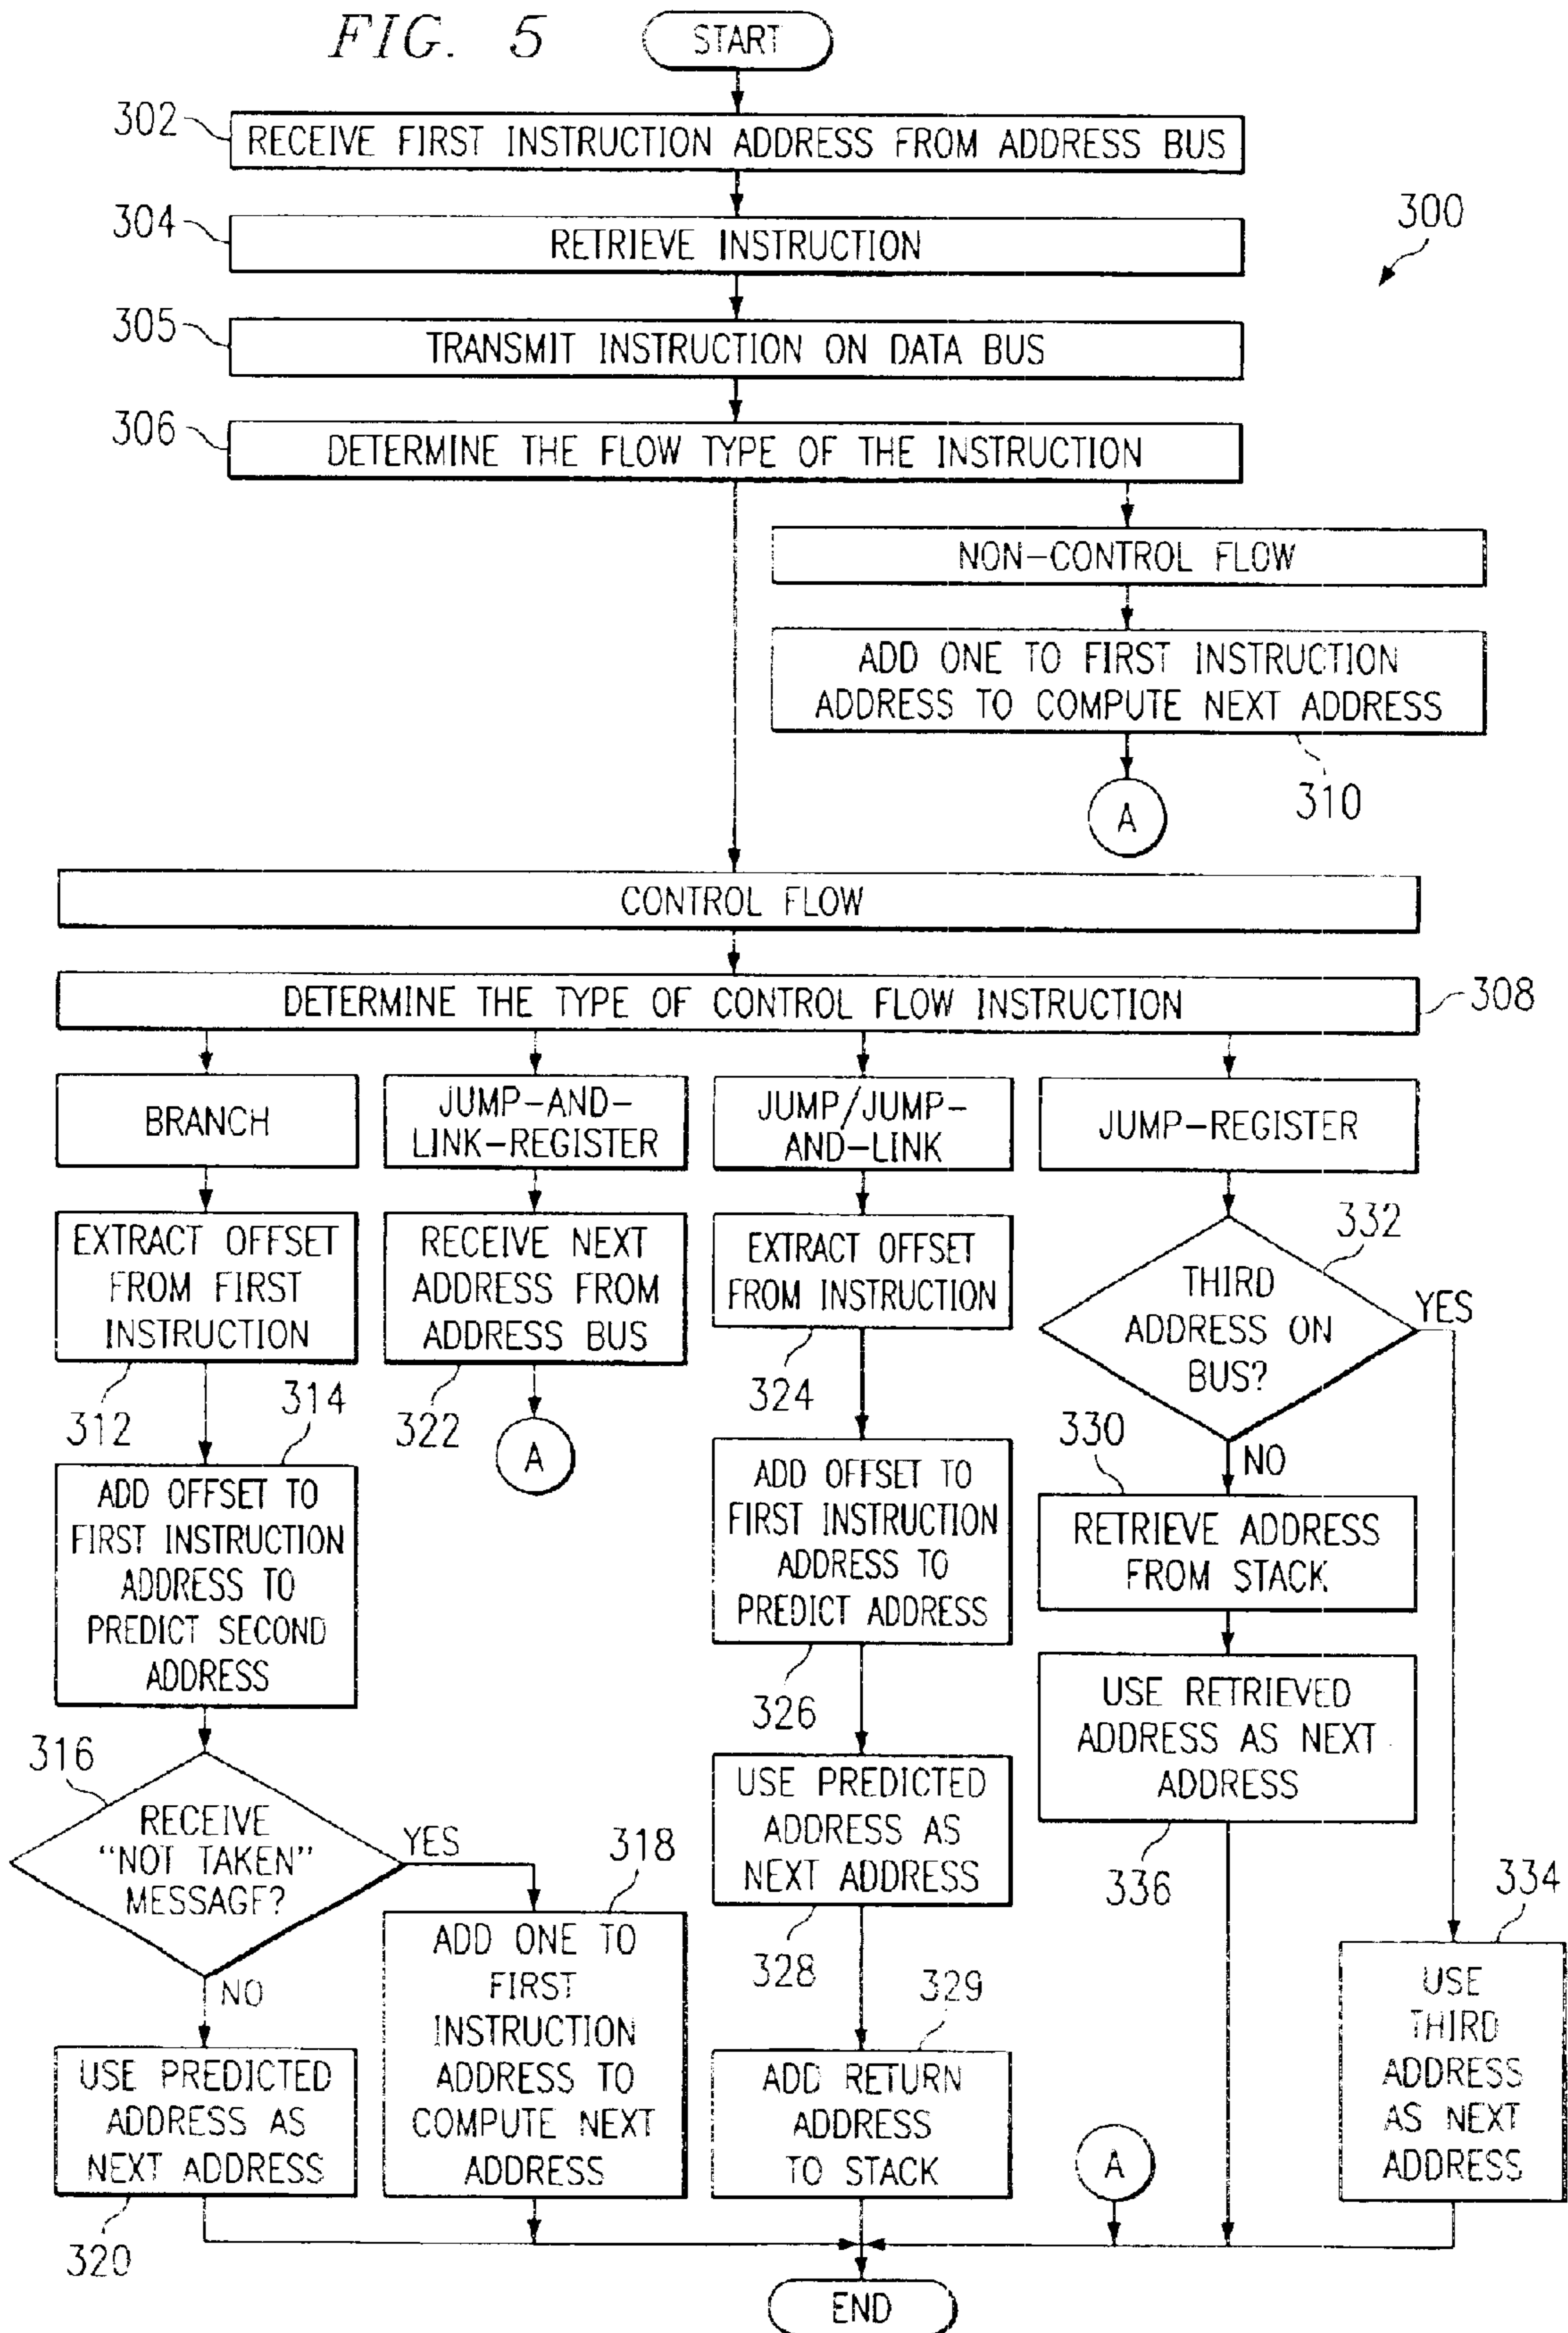 FIG. 5
START
302
RECEIVE FIRST INSTRUCTION ADDRESS FROM ADDRESS BUS
304
RETRIEVE INSTRUCTION
300
305
TRANSMIT INSTRUCTION ON DATA BUS
306
DETERMINE THE FLOW TYPE OF THE INSTRUCTION
NON-CONTROL FLOW
ADD ONE TO FIRST INSTRUCTION
ADDRESS TO COMPUTE NEXT ADDRESS
310
A
CONTROL FLOW
DETERMINE THE TYPE OF CONTROL FLOW INSTRUCTION
308
BRANCH
EXTRACT OFFSET
FROM FIRST
INSTRUCTION
312
314
ADD OFFSET TO
FIRST INSTRUCTION
ADDRESS TO
PREDICT SECOND
ADDRESS
316
RECEIVE
“NOT TAKEN”
MESSAGE?
YES
NO
318
ADD ONE TO
FIRST
INSTRUCTION
ADDRESS TO
COMPUTE NEXT
ADDRESS
USE PREDICTED
ADDRESS AS
NEXT ADDRESS
320
JUMP-AND-
LINK-REGISTER
RECEIVE NEXT
ADDRESS FROM
ADDRESS BUS
322
A
JUMP/JUMP-
AND-LINK
EXTRACT OFFSET
FROM INSTRUCTION
324
ADD OFFSET TO
FIRST INSTRUCTION
ADDRESS TO
PREDICT ADDRESS
326
USE PREDICTED
ADDRESS AS
NEXT ADDRESS
328
329
ADD RETURN
ADDRESS
TO STACK
JUMP-REGISTER
332
THIRD
ADDRESS ON
BUS?
YES
NO
330
RETRIEVE ADDRESS
FROM STACK
USE RETRIEVED
ADDRESS AS NEXT
ADDRESS
336
334
USE
THIRD
ADDRESS
AS NEXT
ADDRESS
A
END